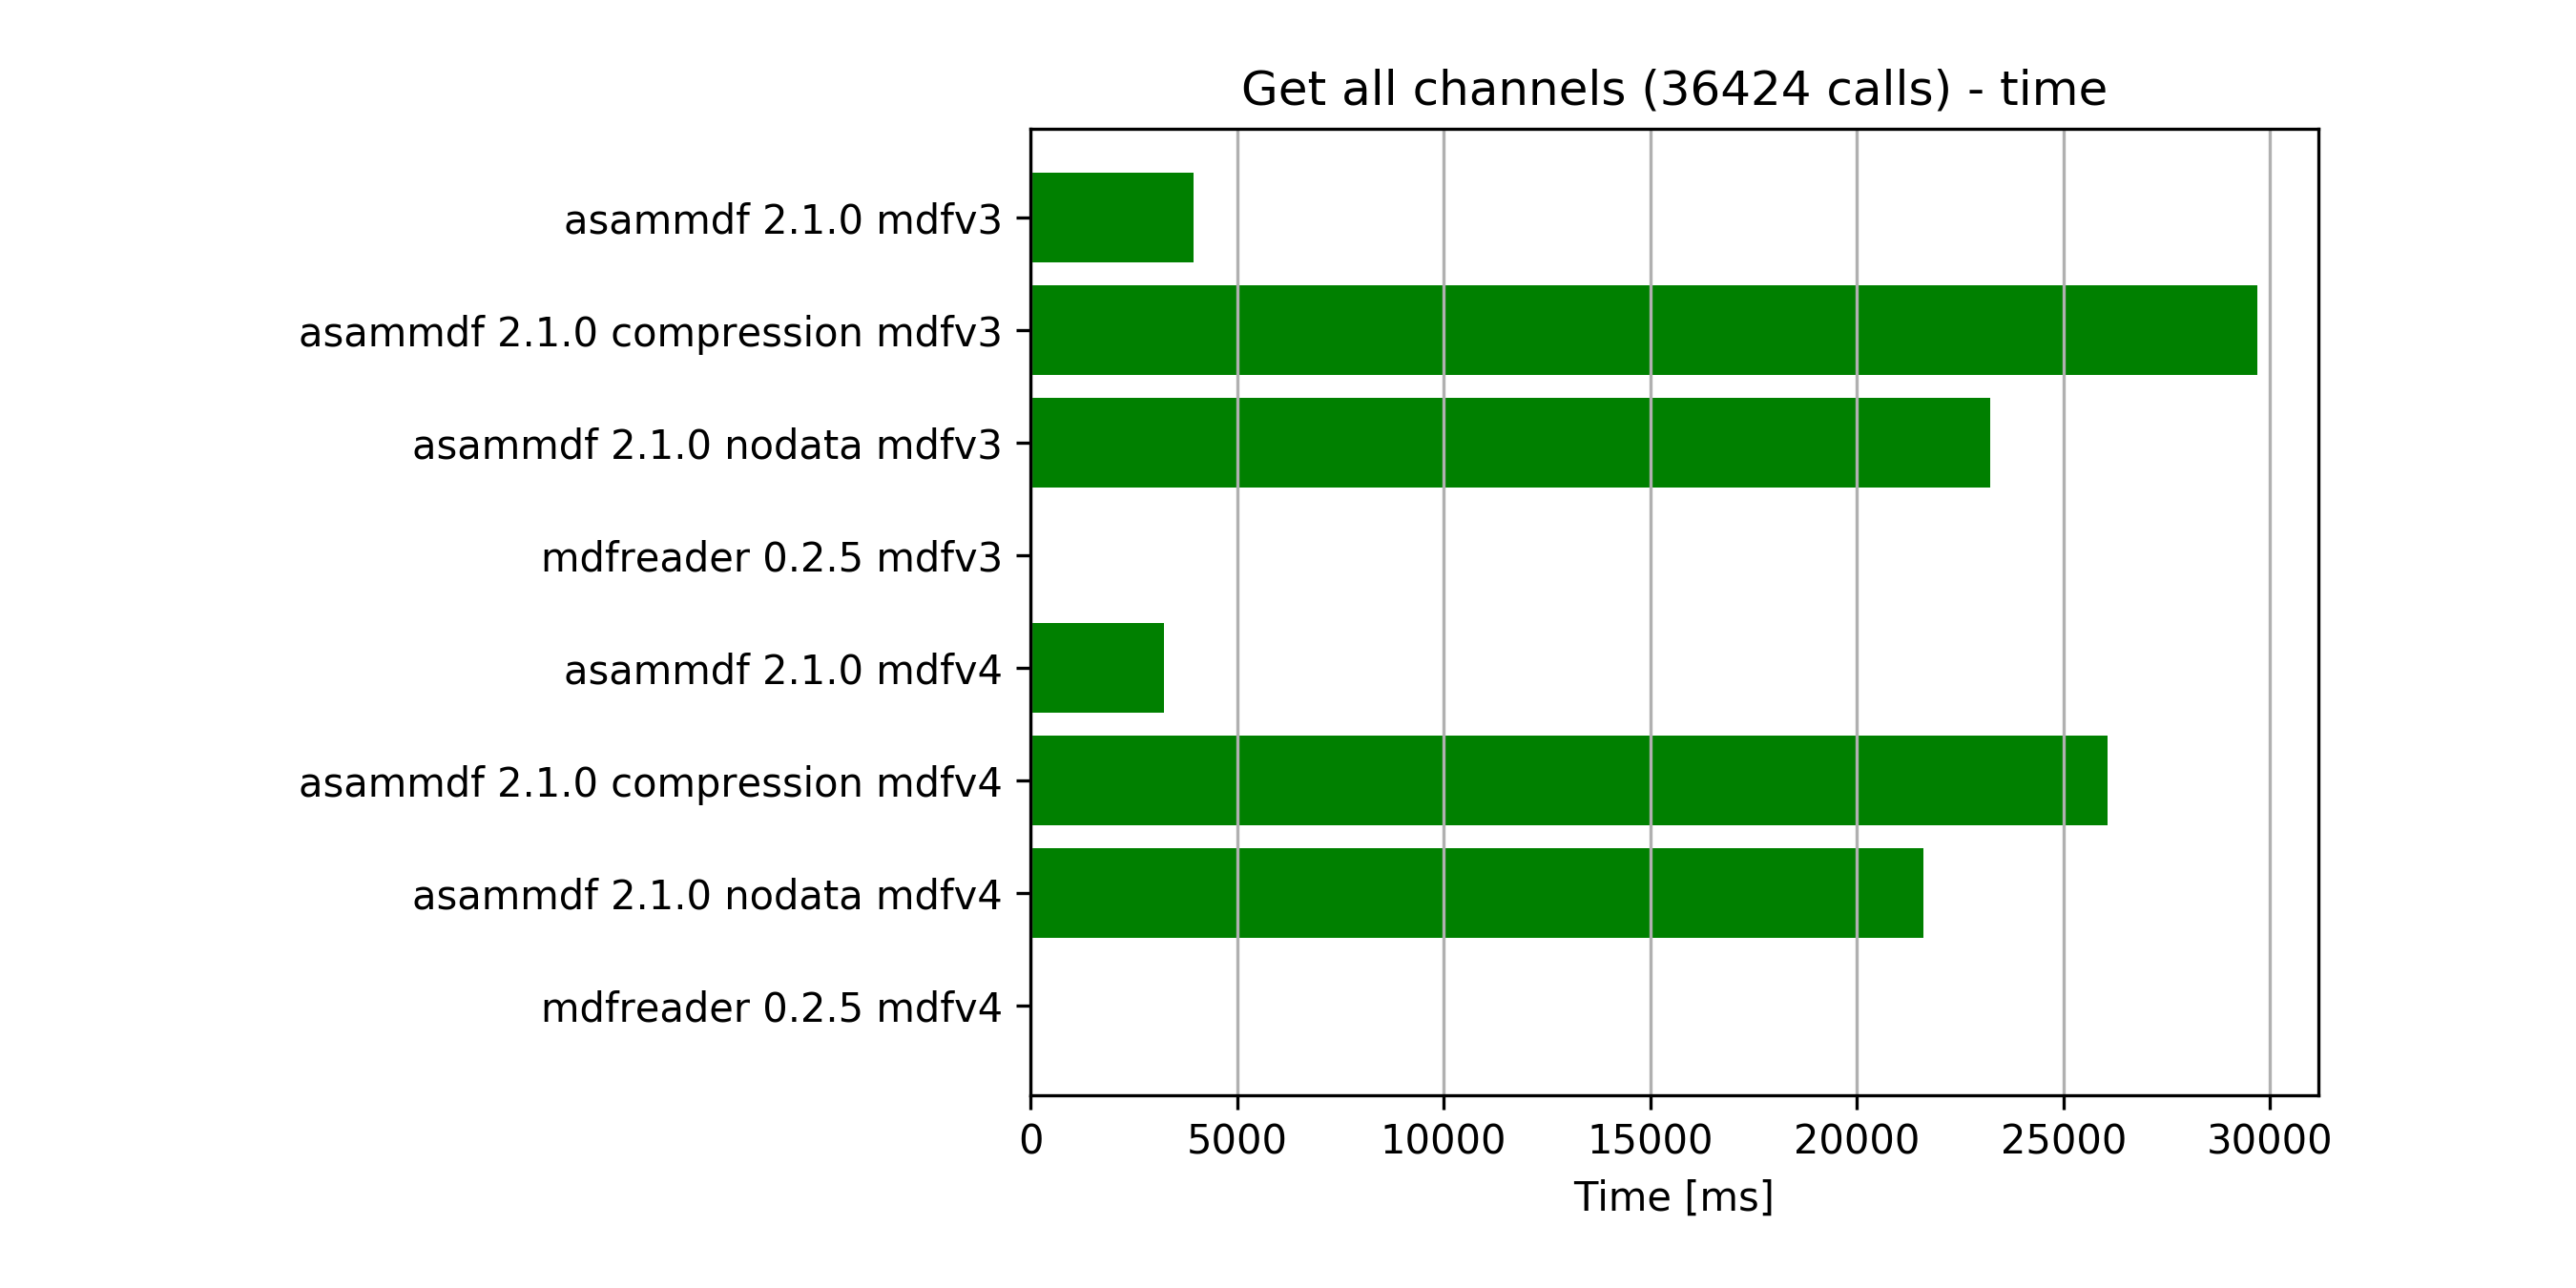 Get all channels (36424 calls) - time
asammdf 2.1.0 mdfv3
asammdf 2.1.0 compression mdfv3
asammdf 2.1.0 nodata mdfv3
mdfreader 0.2.5 mdfv3
asammdf 2.1.0 mdfv4
asammdf 2.1.0 compression mdfv4
asammdf 2.1.0 nodata mdfv4
mdfreader 0.2.5 mdfv4
0 5000 10000 15000 20000 25000 30000
Time [ms]